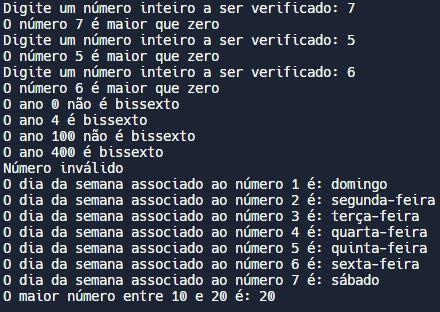 Digite um número inteiro a ser verificado: 7
O número 7 é maior que zero
Digite um número inteiro a ser verificado: 5
O número 5 é maior que zero
Digite um número inteiro a ser verificado: 6
O número 6 é maior que zero
O ano 0 não é bissexto
O ano 4 é bissexto
O ano 100 não é bissexto
O ano 400 é bissexto
Número inválido
O dia da semana associado ao número 1 é: domingo
O dia da semana associado ao número 2 é: segunda-feira
O dia da semana associado ao número 3 é: terça-feira
O dia da semana associado ao número 4 é: quarta-feira
O dia da semana associado ao número 5 é: quinta-feira
O dia da semana associado ao número 6 é: sexta-feira
O dia da semana associado ao número 7 é: sábado
O maior número entre 10 e 20 é: 20